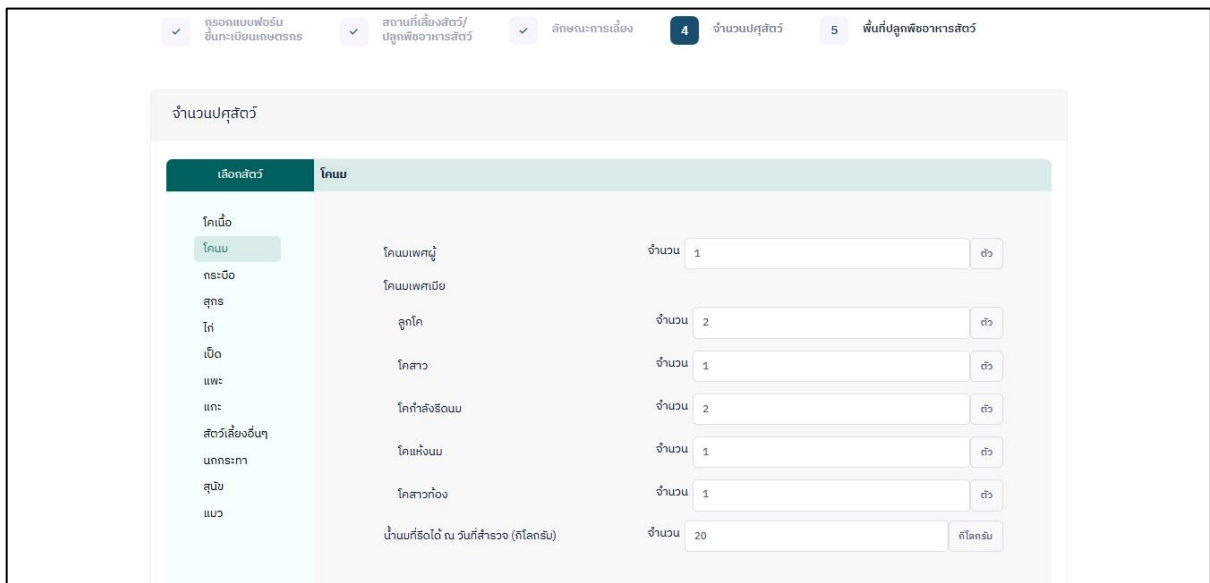 กรอกแบบฟอร์ม
ขึ้นทะเบียนเกษตรกร
สถานที่เลี้ยงสัตว์/
ปลูกพืชอาหารสัตว์
ลักษณะการเลี้ยง
4 จำนวนปศุสัตว์
5 พื้นที่ปลูกพืชอาหารสัตว์
จำนวนปศุสัตว์
เลือกสัตว์
โคนม
โคเนื้อ
โคนม
กระบือ
สุกร
ไก่
เป็ด
แพะ
แกะ
สัตว์เลี้ยงอื่นๆ
นกกระทา
สุนัข
แมว
โคนมเพศผู้ จำนวน 1 ตัว
โคนมเพศเมีย
ลูกโค จำนวน 2 ตัว
โคสาว จำนวน 1 ตัว
โคกำลังรีดนม จำนวน 2 ตัว
โคแห้งนม จำนวน 1 ตัว
โคสาวท้อง จำนวน 1 ตัว
น้ำนมที่รีดได้ ณ วันที่สำรวจ (กิโลกรัม) จำนวน 20 กิโลกรัม